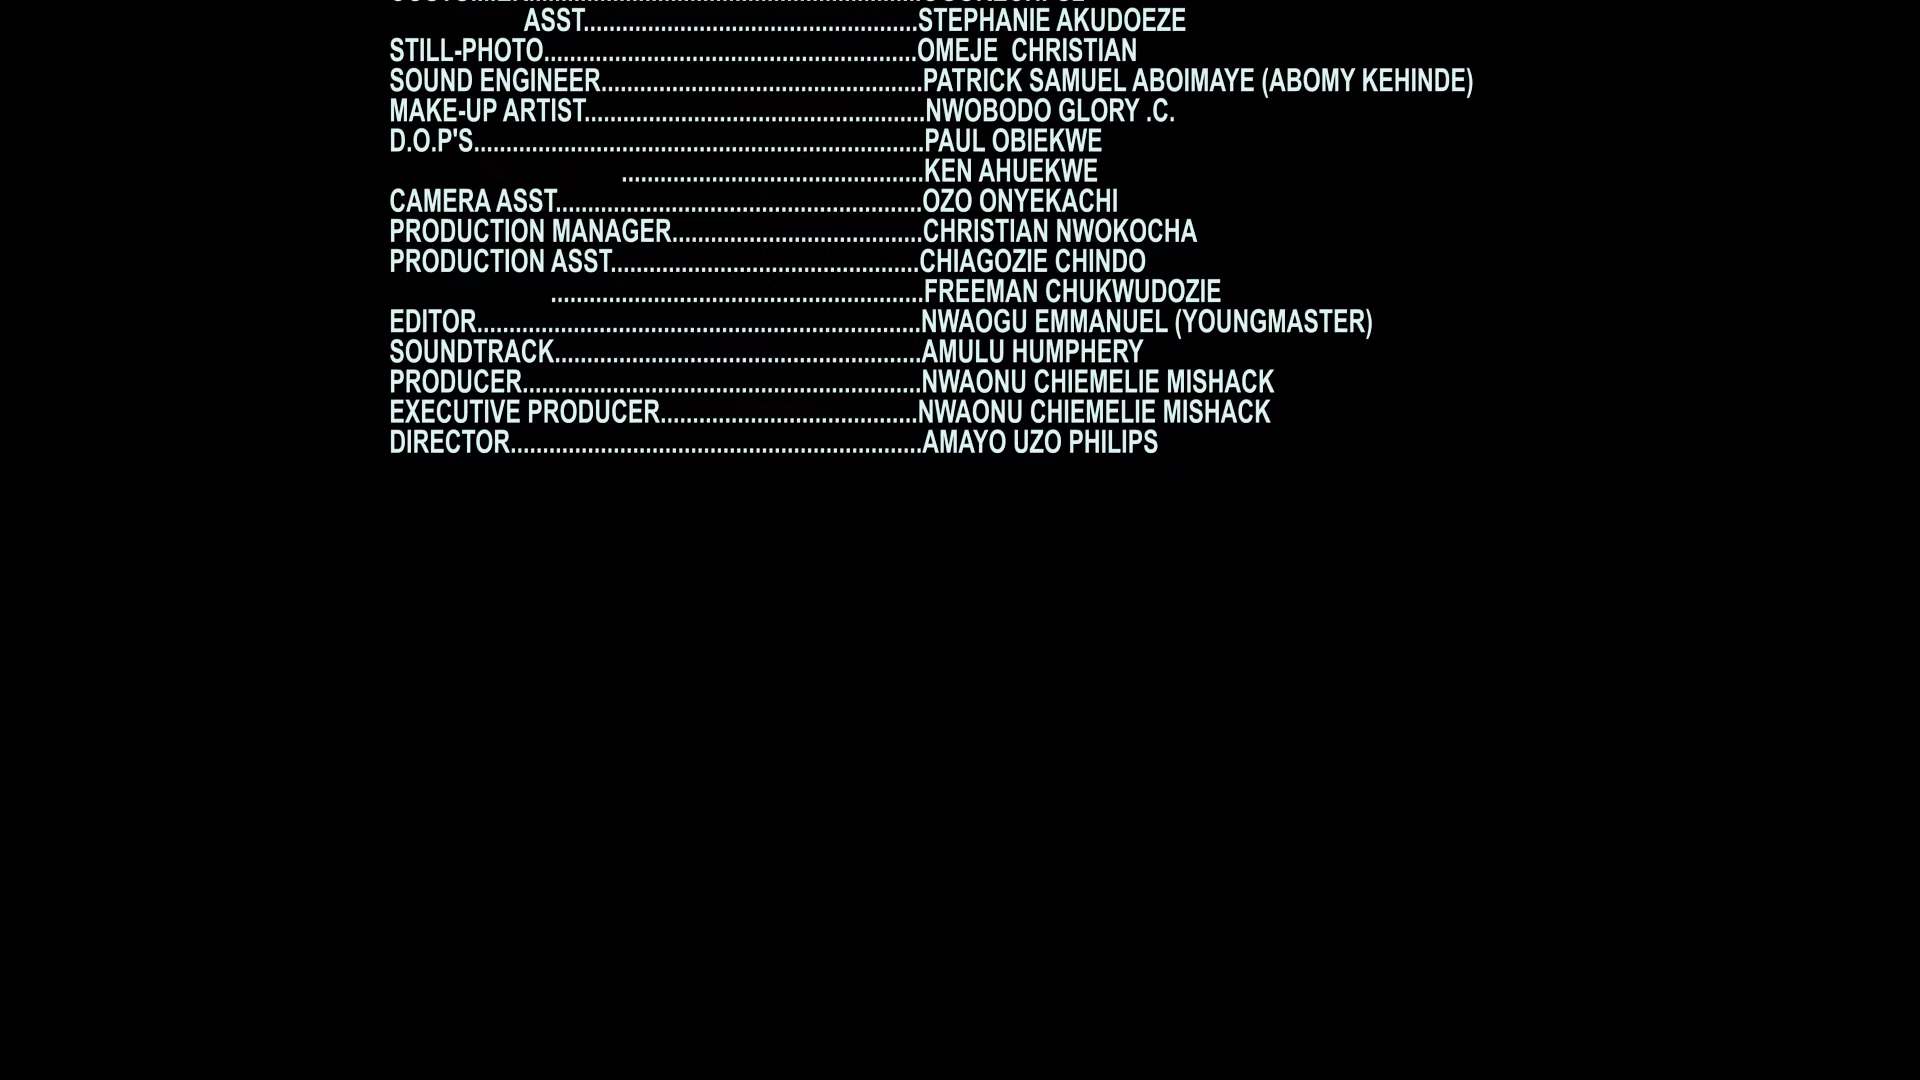 ASST.....................................................STEPHANIE AKUDOEZE
STILL-PHOTO...........................................................OMEJE  CHRISTIAN
SOUND ENGINEER...................................................PATRICK SAMUEL ABOIMAYE (ABOMY KEHINDE)
MAKE-UP ARTIST......................................................NWOBODO GLORY .C.
D.O.P'S.......................................................................PAUL OBIEKWE
...............................................KEN AHUEKWE
CAMERA ASST..........................................................OZO ONYEKACHI
PRODUCTION MANAGER.......................................CHRISTIAN NWOKOCHA
PRODUCTION ASST................................................CHIAGOZIE CHINDO
..........................................................FREEMAN CHUKWUDOZIE
EDITOR.....................................................................NWAOGU EMMANUEL (YOUNGMASTER)
SOUNDTRACK.........................................................AMULU HUMPHERY
PRODUCER..............................................................NWAONU CHIEMELIE MISHACK
EXECUTIVE PRODUCER........................................NWAONU CHIEMELIE MISHACK
DIRECTOR................................................................AMAYO UZO PHILIPS